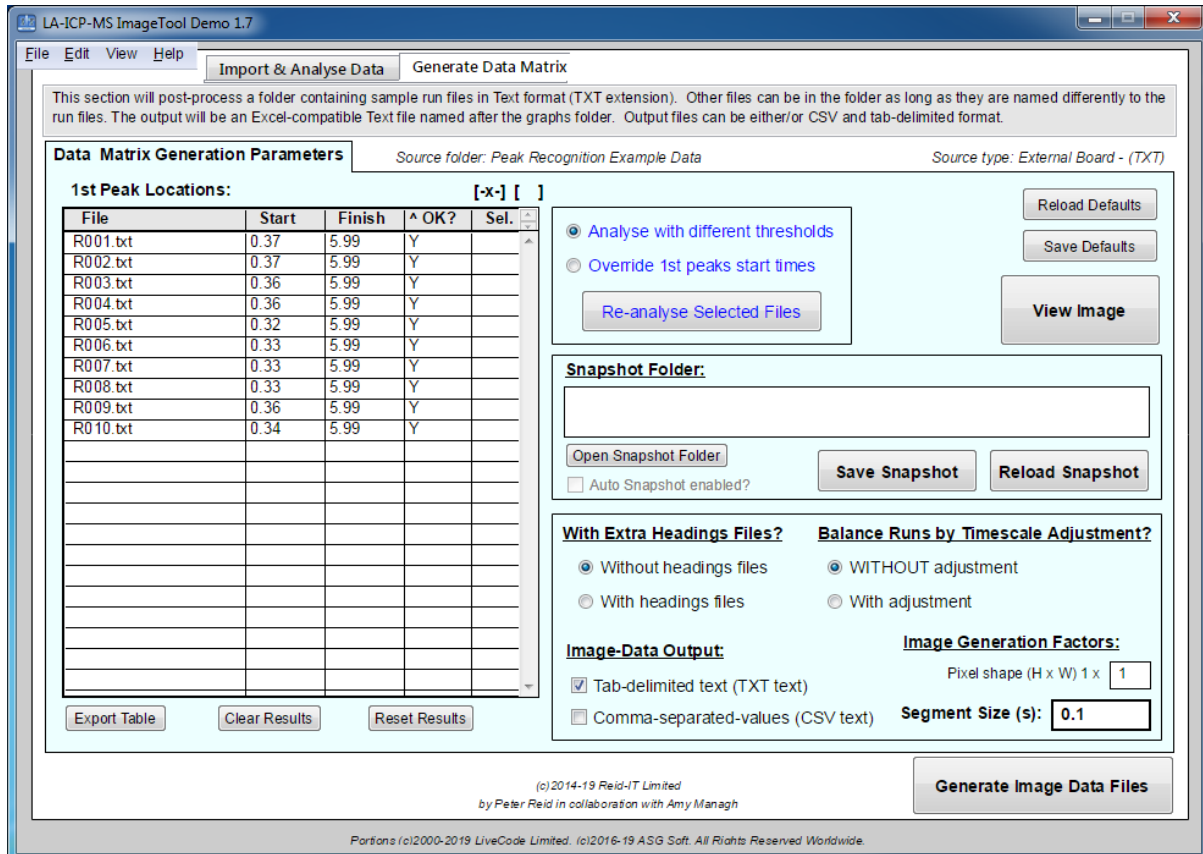 LA-ICP-MS ImageTool Demo 1.7
File Edit View Help
Import & Analyse Data Generate Data Matrix
This section will post-process a folder containing sample run files in Text format (TXT extension). Other files can be in the folder as long as they are named differently to the
run files. The output will be an Excel-compatible Text file named after the graphs folder. Output files can be either/or CSV and tab-delimited format.
Data Matrix Generation Parameters Source folder: Peak Recognition Example Data Source type: External Board - (TXT)
1st Peak Locations: [-x-] [ ]
File Start Finish ^ OK? Sel.
R001.txt 0.37 5.99 Y
R002.txt 0.37 5.99 Y
R003.txt 0.36 5.99 Y
R004.txt 0.36 5.99 Y
R005.txt 0.32 5.99 Y
R006.txt 0.33 5.99 Y
R007.txt 0.33 5.99 Y
R008.txt 0.33 5.99 Y
R009.txt 0.36 5.99 Y
R010.txt 0.34 5.99 Y
Export Table Clear Results Reset Results
Analyse with different thresholds
Override 1st peaks start times
Re-analyse Selected Files
Reload Defaults
Save Defaults
View Image
Snapshot Folder:
Open Snapshot Folder
Auto Snapshot enabled?
Save Snapshot Reload Snapshot
With Extra Headings Files? Balance Runs by Timescale Adjustment?
Without headings files WITHOUT adjustment
With headings files With adjustment
Image-Data Output: Image Generation Factors:
Tab-delimited text (TXT text) Pixel shape (H x W) 1 x 1
Comma-separated-values (CSV text) Segment Size (s): 0.1
Generate Image Data Files
(c)2014-19 Reid-IT Limited
by Peter Reid in collaboration with Amy Managh
Portions (c)2000-2019 LiveCode Limited. (c)2016-19 ASG Soft. All Rights Reserved Worldwide.